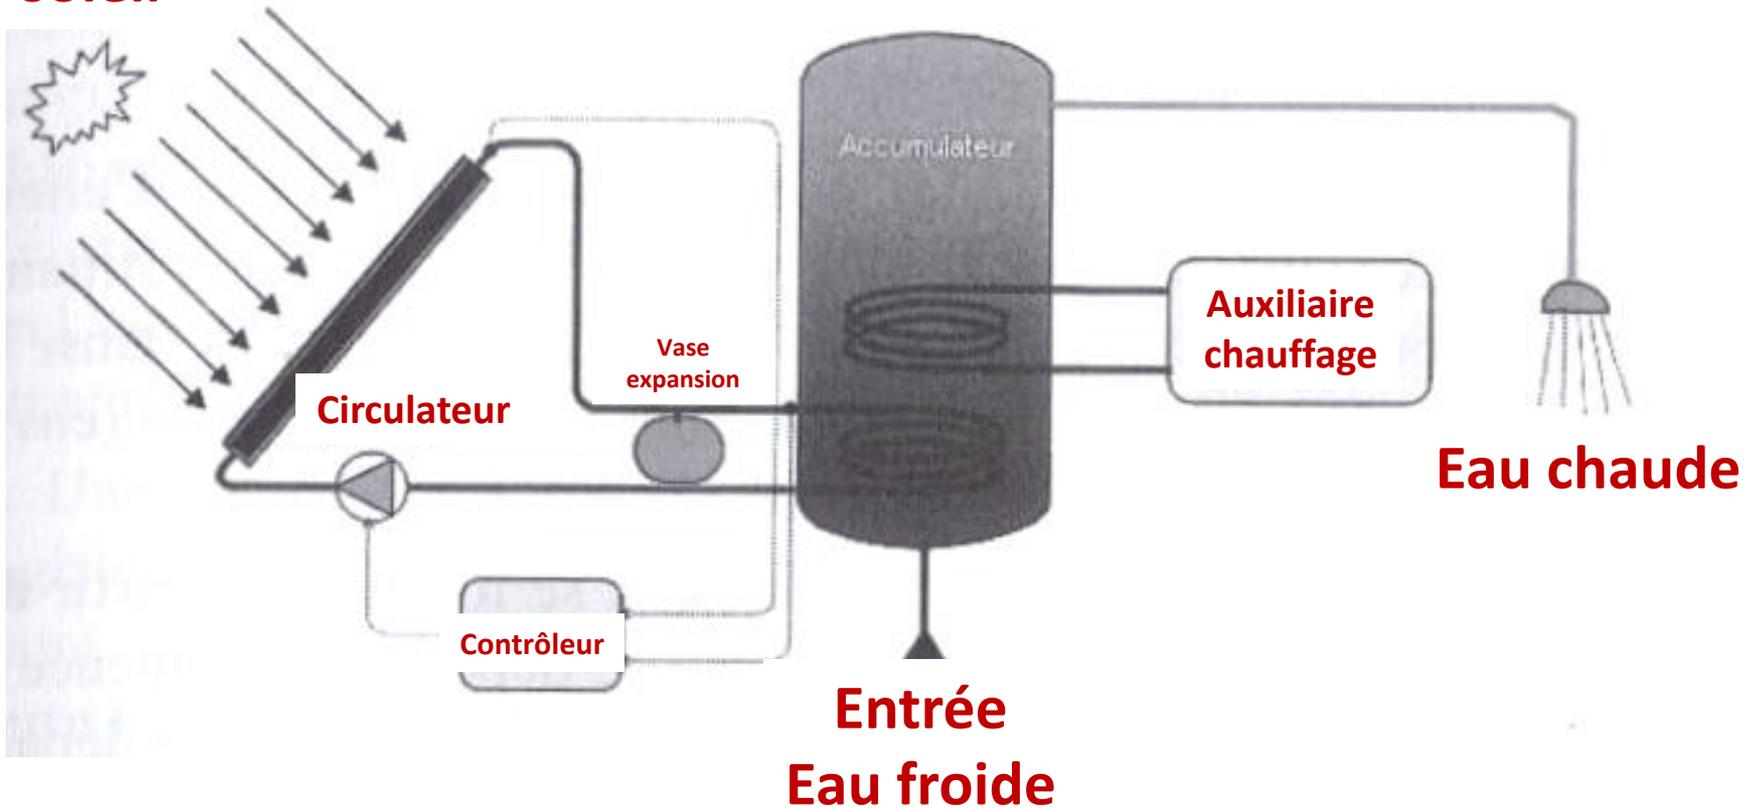 Accumulateur
Auxiliaire
chauffage
Vase
expansion
Circulateur
Eau chaude
Contrôleur
Entrée
Eau froide